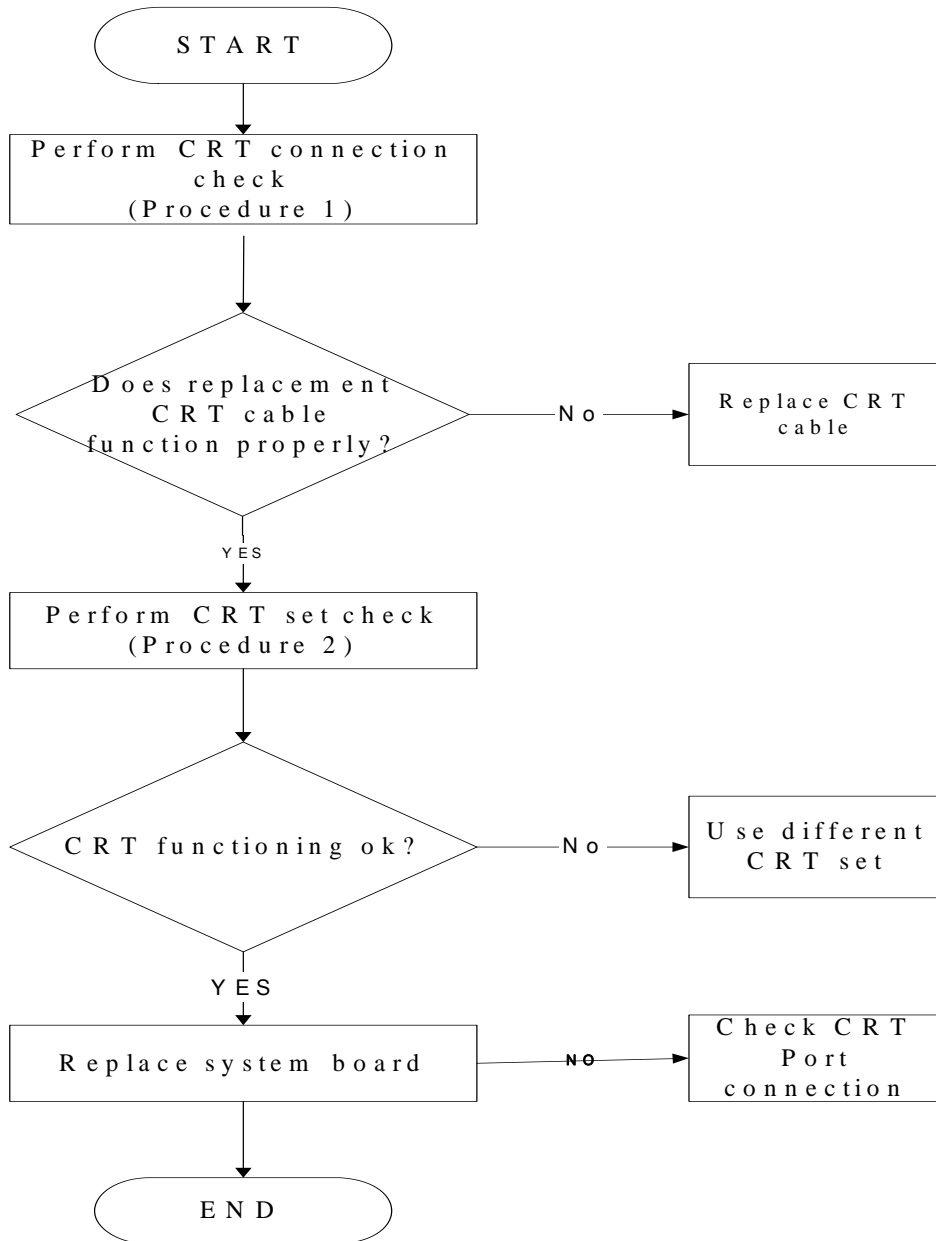 START
Perform CRT connection
check
(Procedure 1)
Does replacement
CRT cable
function properly?
No
Replace CRT
cable
YES
Perform CRT set check
(Procedure 2)
CRT functioning ok?
No
Use different
CRT set
YES
Replace system board
NO
Check CRT
Port
connection
END